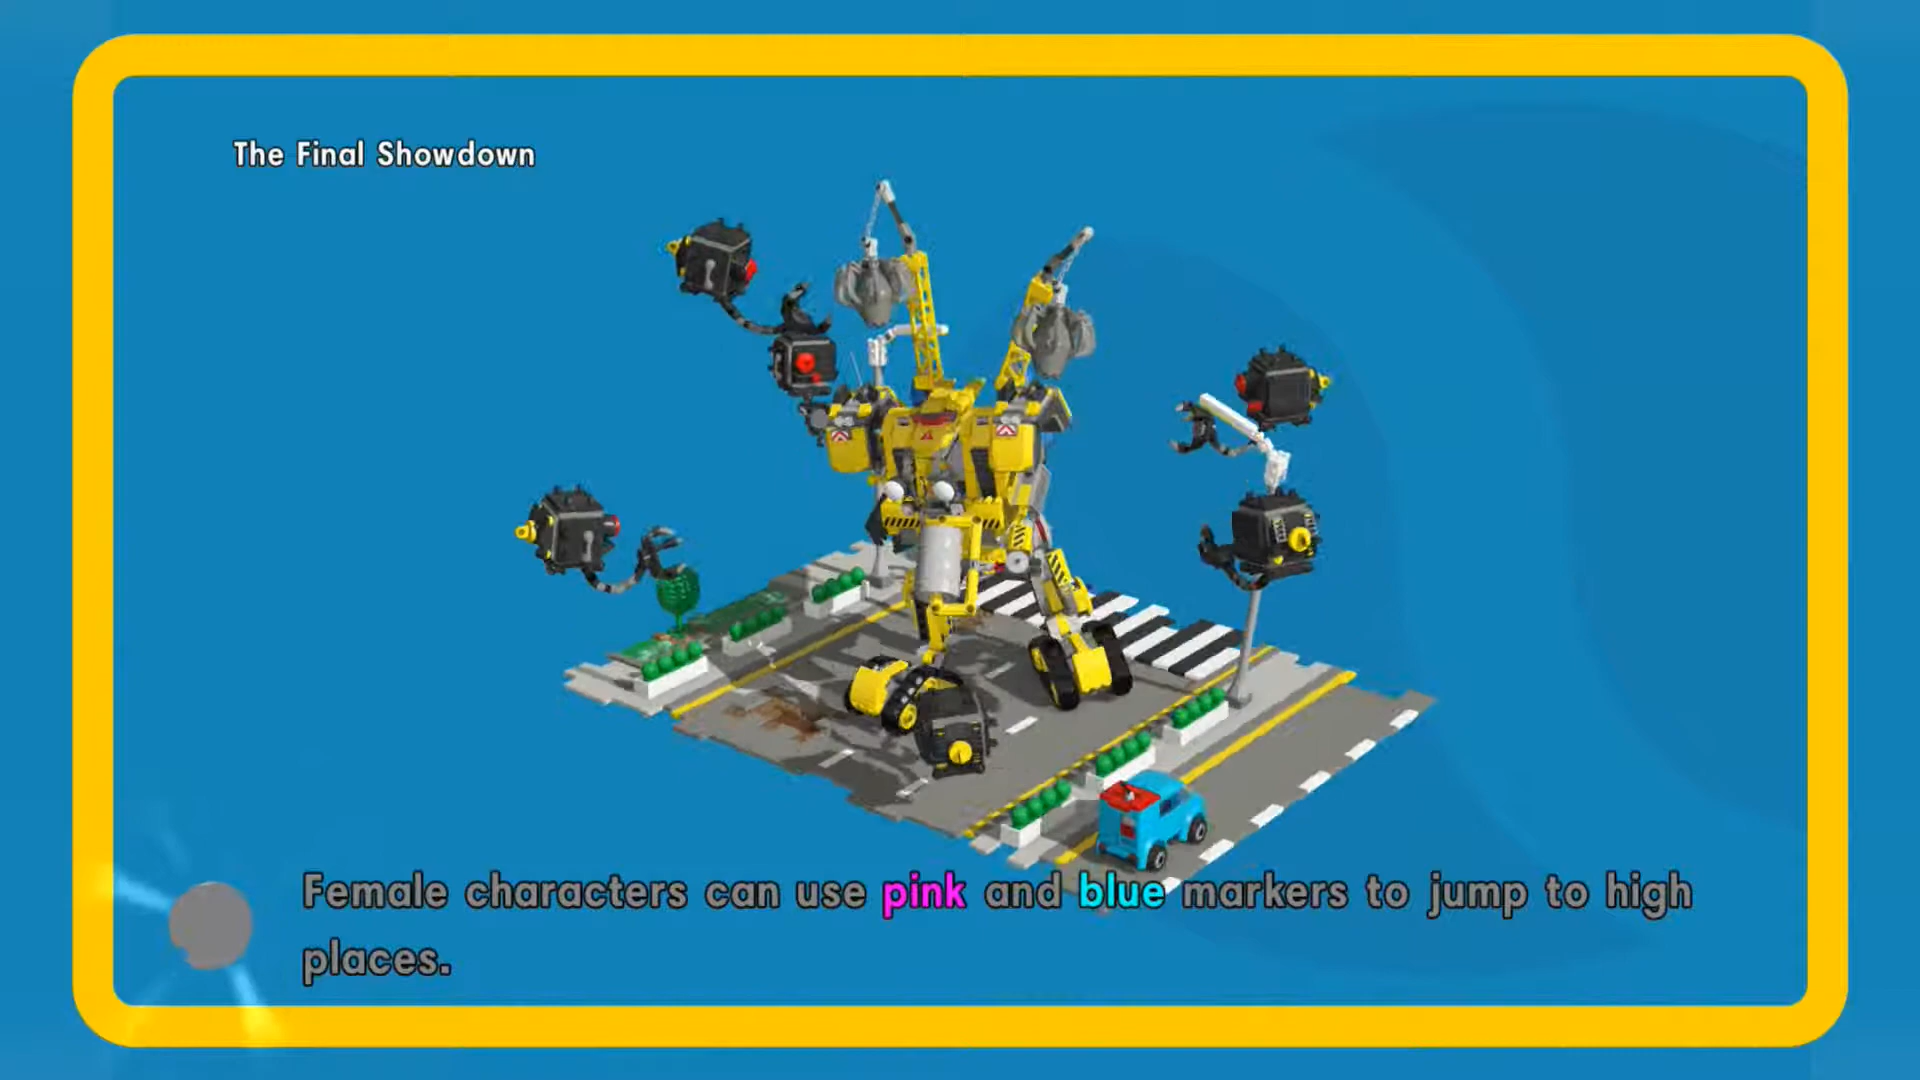 The Final Showdown
Female characters can use pink and blue markers to jump to high
places.